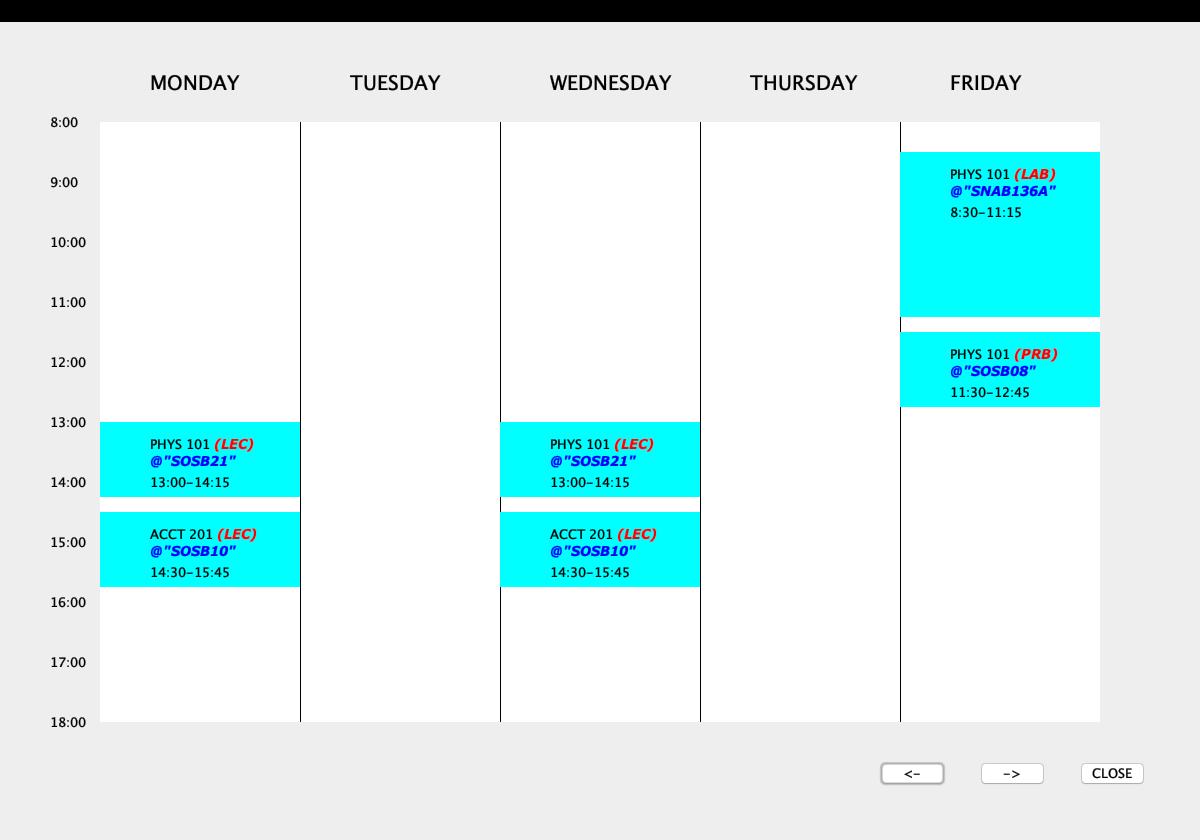 MONDAY TUESDAY WEDNESDAY THURSDAY FRIDAY
8:00
9:00
10:00
11:00
12:00
13:00
14:00
15:00
16:00
17:00
18:00
PHYS 101 (LEC)
@"SOSB21"
13:00-14:15
ACCT 201 (LEC)
@"SOSB10"
14:30-15:45
PHYS 101 (LEC)
@"SOSB21"
13:00-14:15
ACCT 201 (LEC)
@"SOSB10"
14:30-15:45
PHYS 101 (LAB)
@"SNAB136A"
8:30-11:15
PHYS 101 (PRB)
@"SOSB08"
11:30-12:45
<- -> CLOSE